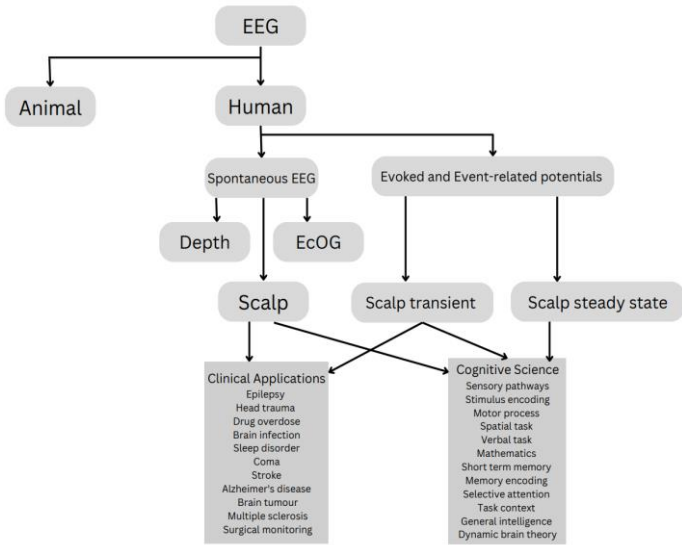 EEG
Animal
Human
Spontaneous EEG
Evoked and Event-related potentials
Depth
EcOG
Scalp
Scalp transient
Scalp steady state
Clinical Applications
Epilepsy
Head trauma
Drug overdose
Brain infection
Sleep disorder
Coma
Stroke
Alzheimer's disease
Brain tumour
Multiple sclerosis
Surgical monitoring
Cognitive Science
Sensory pathways
Stimulus encoding
Motor process
Spatial task
Verbal task
Mathematics
Short term memory
Memory encoding
Selective attention
Task context
General intelligence
Dynamic brain theory